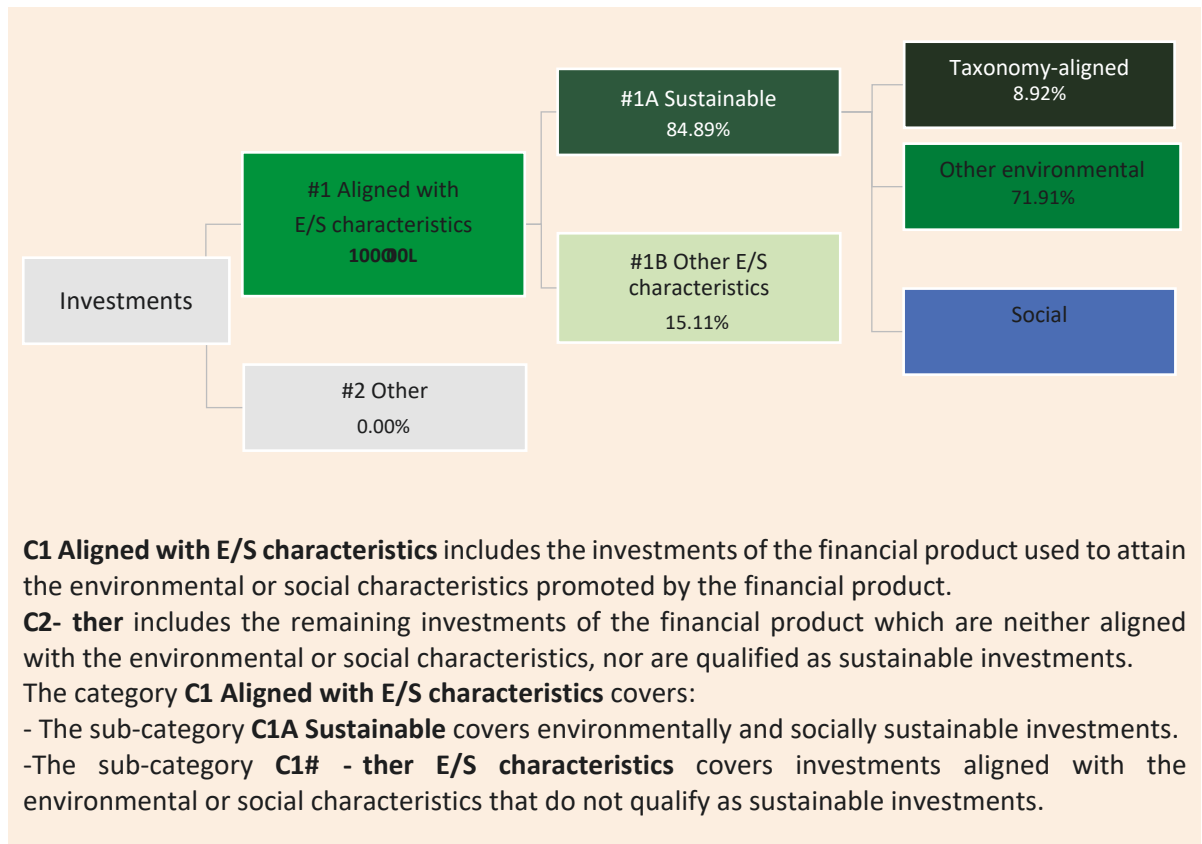 Taxonomy-aligned
8.92%
#1A Sustainable
84.89%
Other environmental
71.91%
#1 Aligned with
E/S characteristics
#1B Other E/S
characteristics
15.11%
Social
Investments
#2 Other
0.00%
C1 Aligned with E/S characteristics includes the investments of the financial product used to attain
the environmental or social characteristics promoted by the financial product.
C2- ther includes the remaining investments of the financial product which are neither aligned
with the environmental or social characteristics, nor are qualified as sustainable investments.
The category C1 Aligned with E/S characteristics covers:
- The sub-category C1A Sustainable covers environmentally and socially sustainable investments.
-The sub-category C1# - ther E/S characteristics covers investments aligned with the
environmental or social characteristics that do not qualify as sustainable investments.